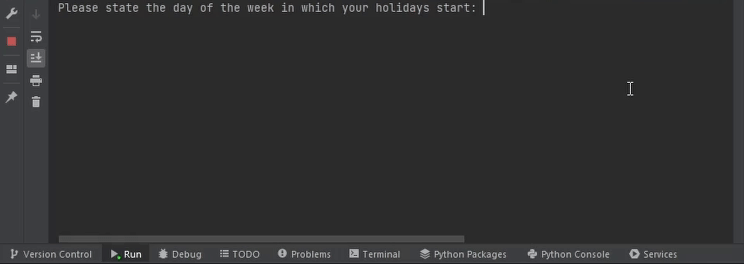 Please state the day of the week in which your holidays start:
Version Control Run Debug TODO Problems Terminal Python Packages Python Console Services